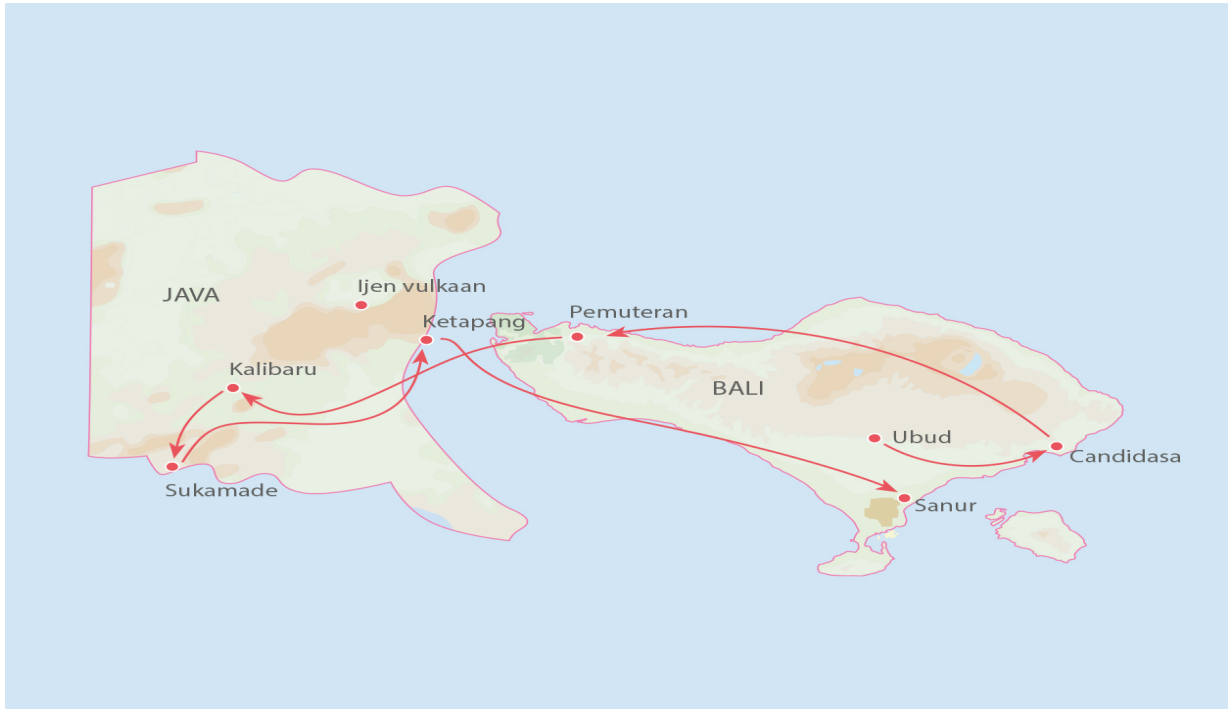 Ijen vulkaan
JAVA
Pemuteran
Ketapang
Kalibaru
BALI
Ubud
Candidasa
Sukamade
Sanur